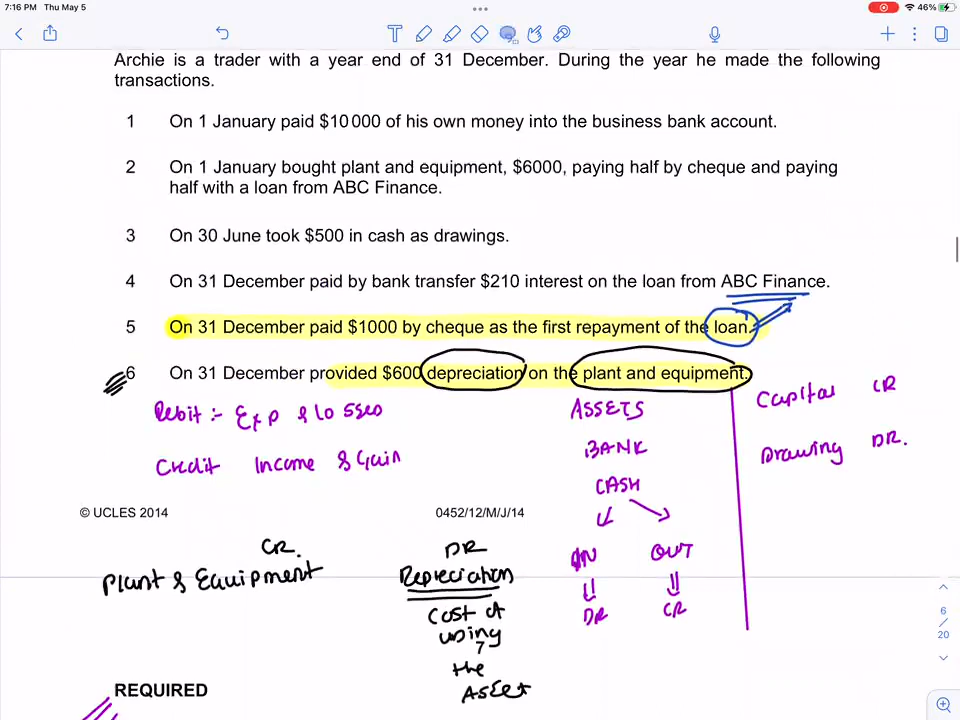 7:16 PM Thu May 5
46%
Archie is a trader with a year end of 31 December. During the year he made the following
transactions.
1 On 1 January paid $10 000 of his own money into the business bank account.
2 On 1 January bought plant and equipment, $6000, paying half by cheque and paying
half with a loan from ABC Finance.
3 On 30 June took $500 in cash as drawings.
4 On 31 December paid by bank transfer $210 interest on the loan from ABC Finance.
5 On 31 December paid $1000 by cheque as the first repayment of the loan.
6 On 31 December provided $600 depreciation on the plant and equipment.
Debit :- Exp & losses
Credit Income & Gain
ASSETS
BANK
CASH
IN OUT
DR CR
Capital CR
Drawing DR.
© UCLES 2014
0452/12/M/J/14
CR.
Plant & Equipment
DR
Depreciation
Cost of
using
the
Asset
6
/
20
REQUIRED